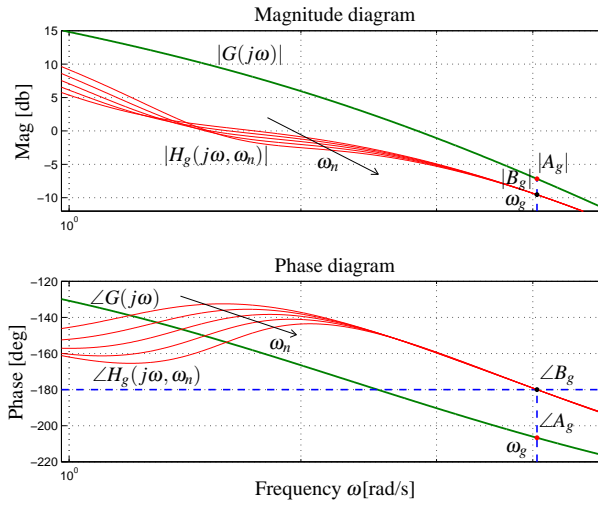 Magnitude diagram
15
10
5
0
−5
−10
Mag [db]
|G(jω)|
|H_g(jω, ω_n)|
ω_n
|A_g|
|B_g|
ω_g
10^0
Phase diagram
−120
−140
−160
−180
−200
−220
Phase [deg]
∠G(jω)
ω_n
∠H_g(jω, ω_n)
∠B_g
∠A_g
ω_g
10^0
Frequency ω[rad/s]